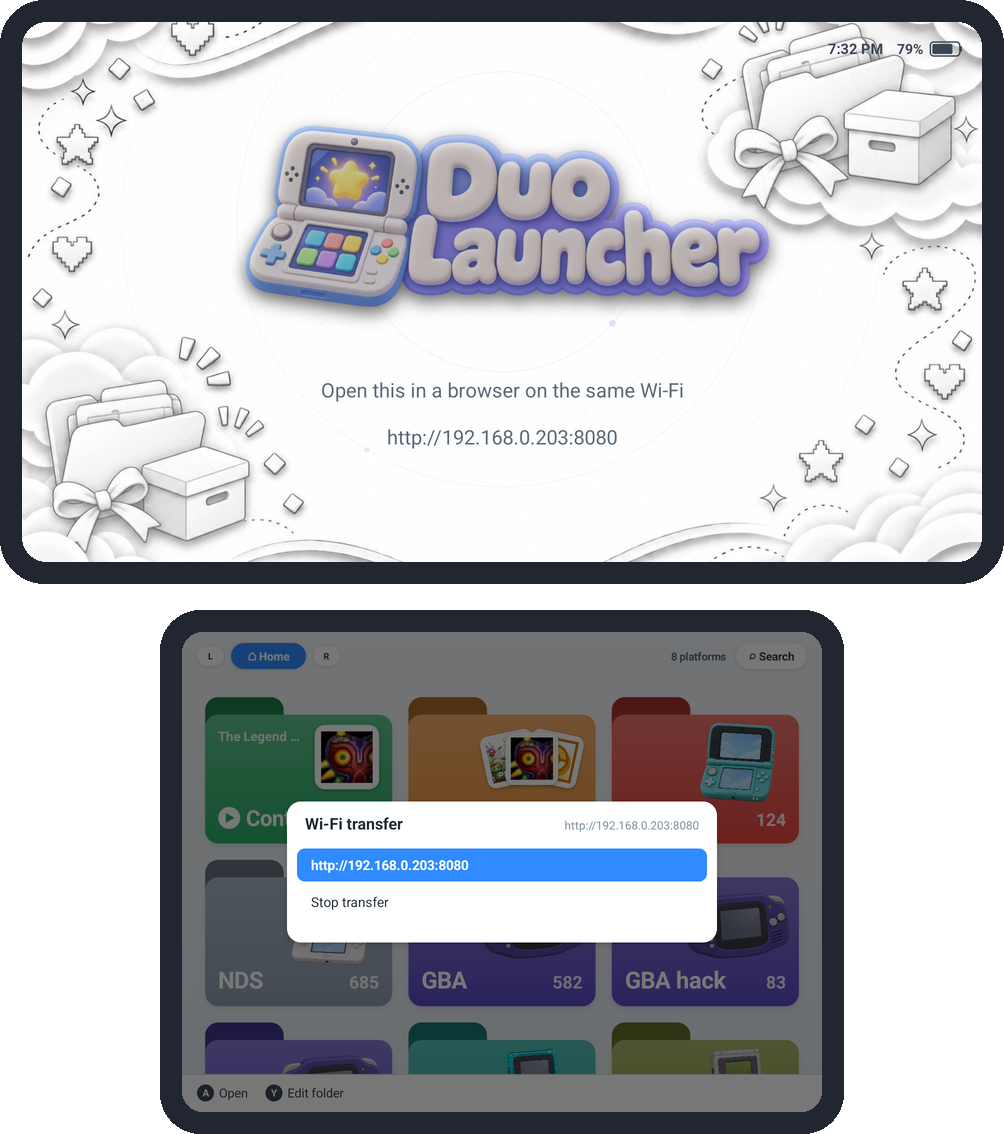 7:32 PM 79%
Duo
Launcher
Open this in a browser on the same Wi-Fi
http://192.168.0.203:8080
L Home R 8 platforms Search
The Legend ...
124
Wi-Fi transfer http://192.168.0.203:8080
http://192.168.0.203:8080
Stop transfer
NDS 685 GBA 582 GBA hack 83
A Open Y Edit folder